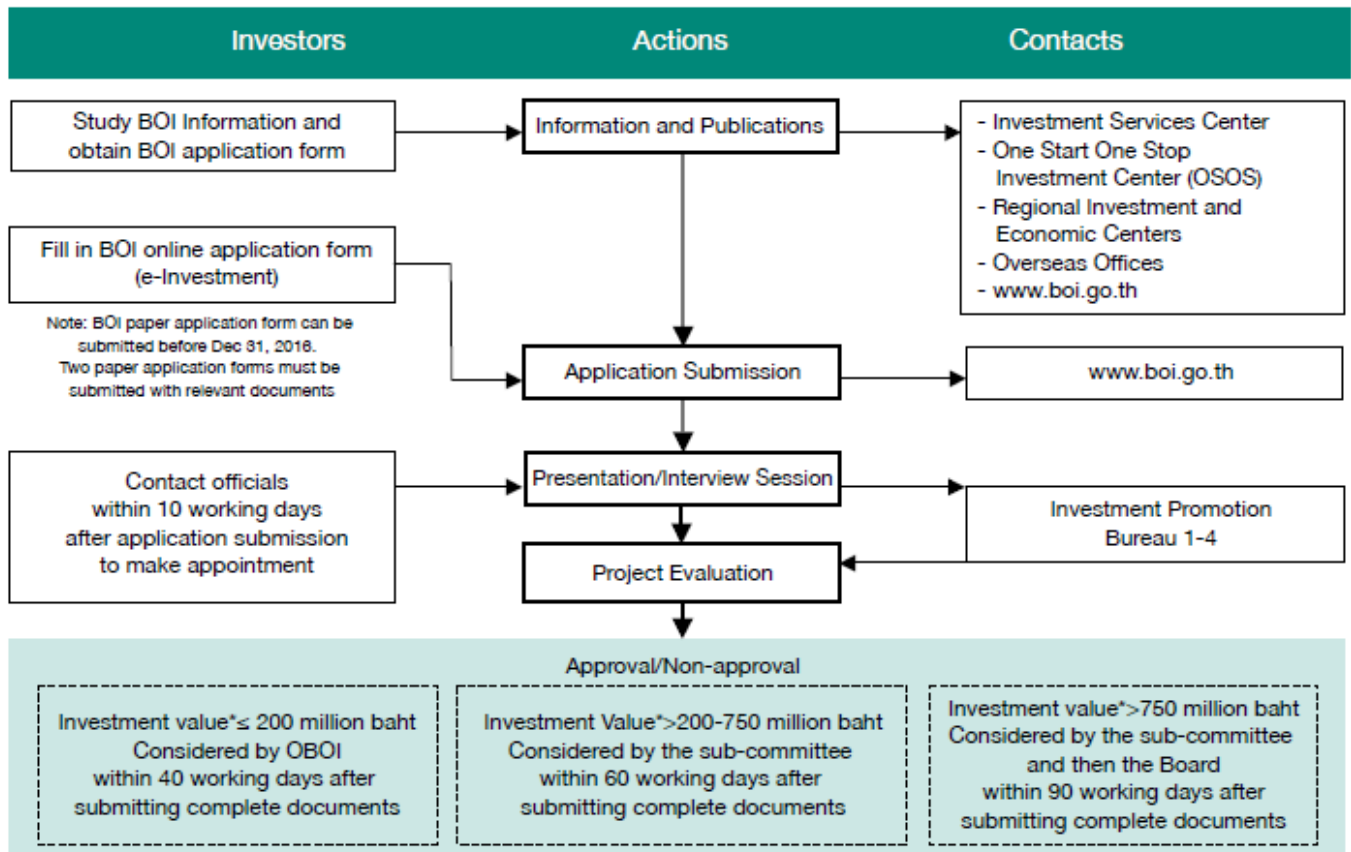 Investors
Actions
Contacts
Study BOI Information and
obtain BOI application form
Information and Publications
- Investment Services Center
- One Start One Stop
Investment Center (OSOS)
- Regional Investment and
Economic Centers
- Overseas Offices
- www.boi.go.th
Fill in BOI online application form
(e-Investment)
Note: BOI paper application form can be
submitted before Dec 31, 2016.
Two paper application forms must be
submitted with relevant documents
Application Submission
www.boi.go.th
Contact officials
within 10 working days
after application submission
to make appointment
Presentation/Interview Session
Investment Promotion
Bureau 1-4
Project Evaluation
Approval/Non-approval
Investment value*≤ 200 million baht
Considered by OBOI
within 40 working days after
submitting complete documents
Investment Value*>200-750 million baht
Considered by the sub-committee
within 60 working days after
submitting complete documents
Investment value*>750 million baht
Considered by the sub-committee
and then the Board
within 90 working days after
submitting complete documents